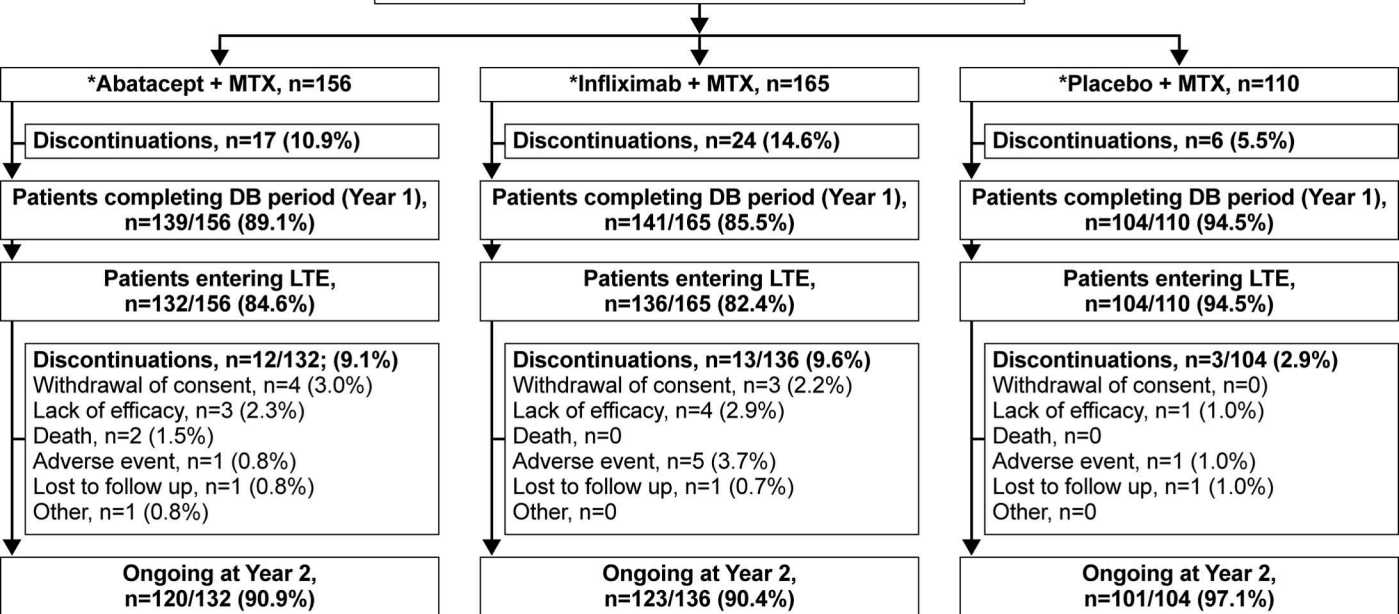 *Abatacept + MTX, n=156
Discontinuations, n=17 (10.9%)
Patients completing DB period (Year 1),
n=139/156 (89.1%)
Patients entering LTE,
n=132/156 (84.6%)
Discontinuations, n=12/132; (9.1%)
Withdrawal of consent, n=4 (3.0%)
Lack of efficacy, n=3 (2.3%)
Death, n=2 (1.5%)
Adverse event, n=1 (0.8%)
Lost to follow up, n=1 (0.8%)
Other, n=1 (0.8%)
Ongoing at Year 2,
n=120/132 (90.9%)
*Infliximab + MTX, n=165
Discontinuations, n=24 (14.6%)
Patients completing DB period (Year 1),
n=141/165 (85.5%)
Patients entering LTE,
n=136/165 (82.4%)
Discontinuations, n=13/136 (9.6%)
Withdrawal of consent, n=3 (2.2%)
Lack of efficacy, n=4 (2.9%)
Death, n=0
Adverse event, n=5 (3.7%)
Lost to follow up, n=1 (0.7%)
Other, n=0
Ongoing at Year 2,
n=123/136 (90.4%)
*Placebo + MTX, n=110
Discontinuations, n=6 (5.5%)
Patients completing DB period (Year 1),
n=104/110 (94.5%)
Patients entering LTE,
n=104/110 (94.5%)
Discontinuations, n=3/104 (2.9%)
Withdrawal of consent, n=0)
Lack of efficacy, n=1 (1.0%)
Death, n=0
Adverse event, n=1 (1.0%)
Lost to follow up, n=1 (1.0%)
Other, n=0
Ongoing at Year 2,
n=101/104 (97.1%)